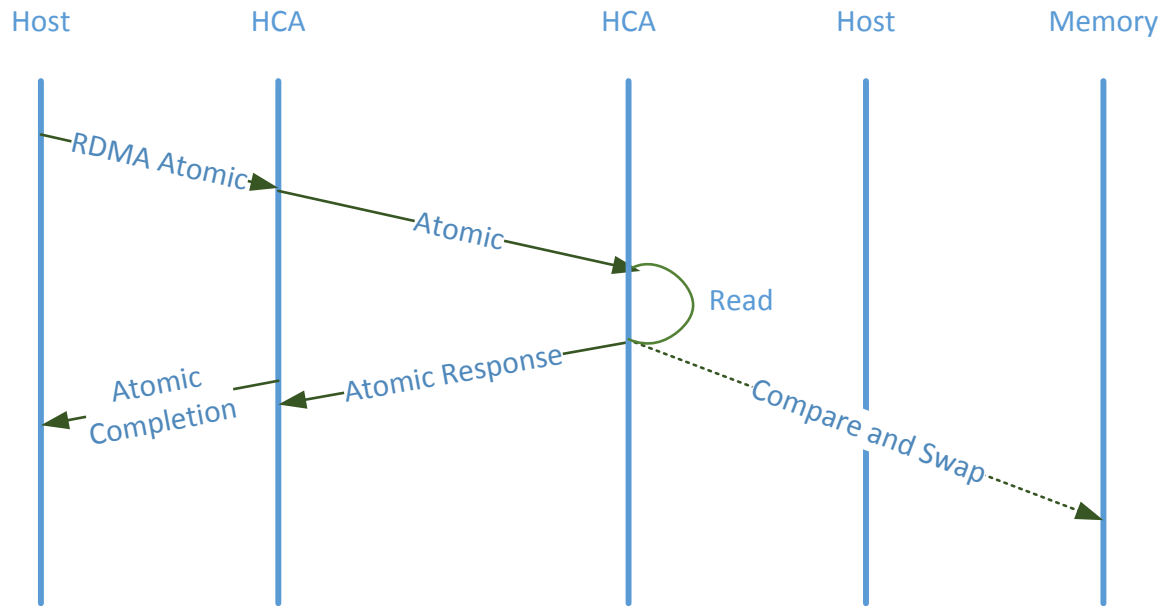 Host
HCA
HCA
Host
Memory
RDMA Atomic
Atomic
Read
Atomic Response
Atomic
Completion
Compare and Swap